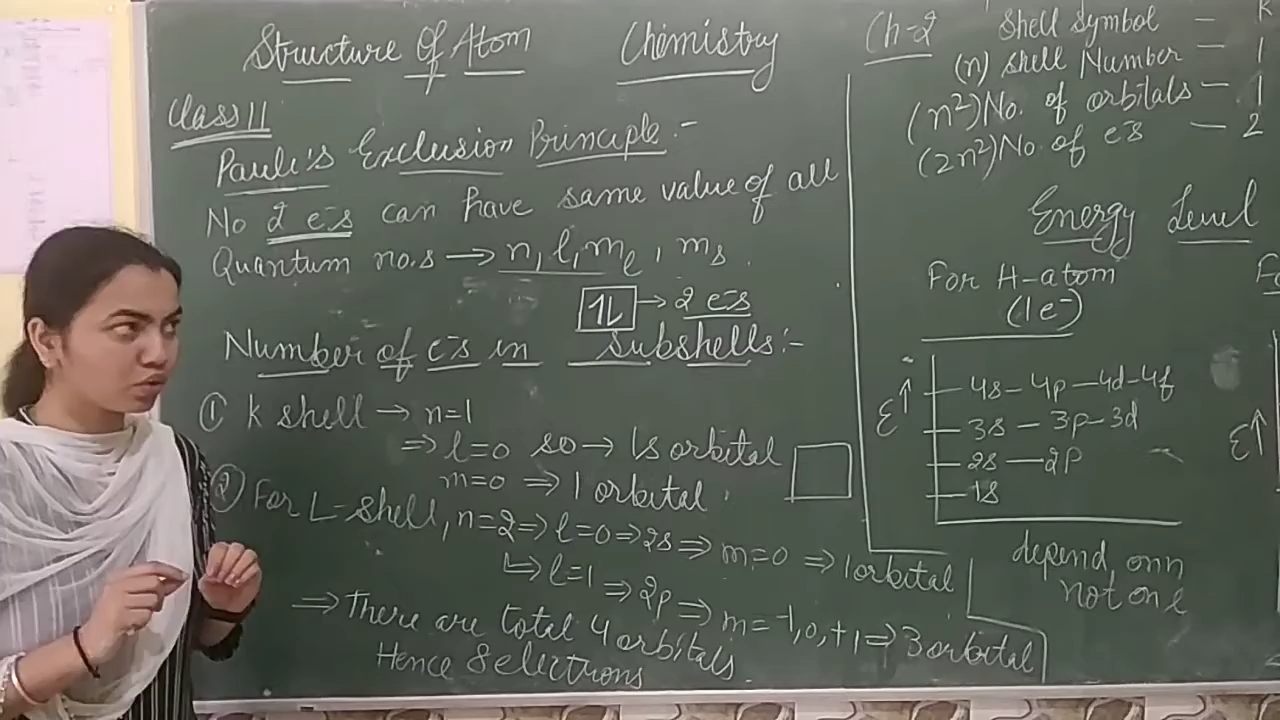 Structure Of Atom Chemistry
Class 11
Pauli's Exclusion Principle :-
No 2 e⁻s can have same value of all
Quantum no.s → n, l, mₗ, mₛ.
1L → 2 e⁻s
Number of e⁻s in Subshells :-
① K shell → n=1
⇒ l=0 so → 1s orbital
m=0 ⇒ 1 orbital.
② For L-shell, n=2 ⇒ l=0 ⇒ 2s ⇒ m=0 ⇒ 1 orbital
↳ l=1 ⇒ 2p ⇒ m=-1,0,+1 ⇒ 3 orbital
⇒ There are total 4 orbitals
Hence 8 electrons
Ch-2
Shell Symbol – K
(n) Shell Number – 1
(n²) No. of orbitals – 1
(2n²) No. of e⁻s – 2
Energy Level
For H-atom
(1e⁻)
ε ↑
4s – 4p – 4d – 4f
3s – 3p – 3d
2s – 2p
1s
depend on n
not on l
ε ↑